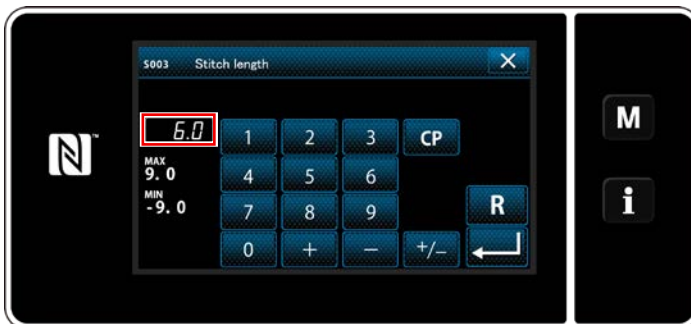 S003 Stitch length
6.0
MAX
9.0
MIN
-9.0
1 2 3 CP
4 5 6
7 8 9 R
0 + − +/−
M
i
N